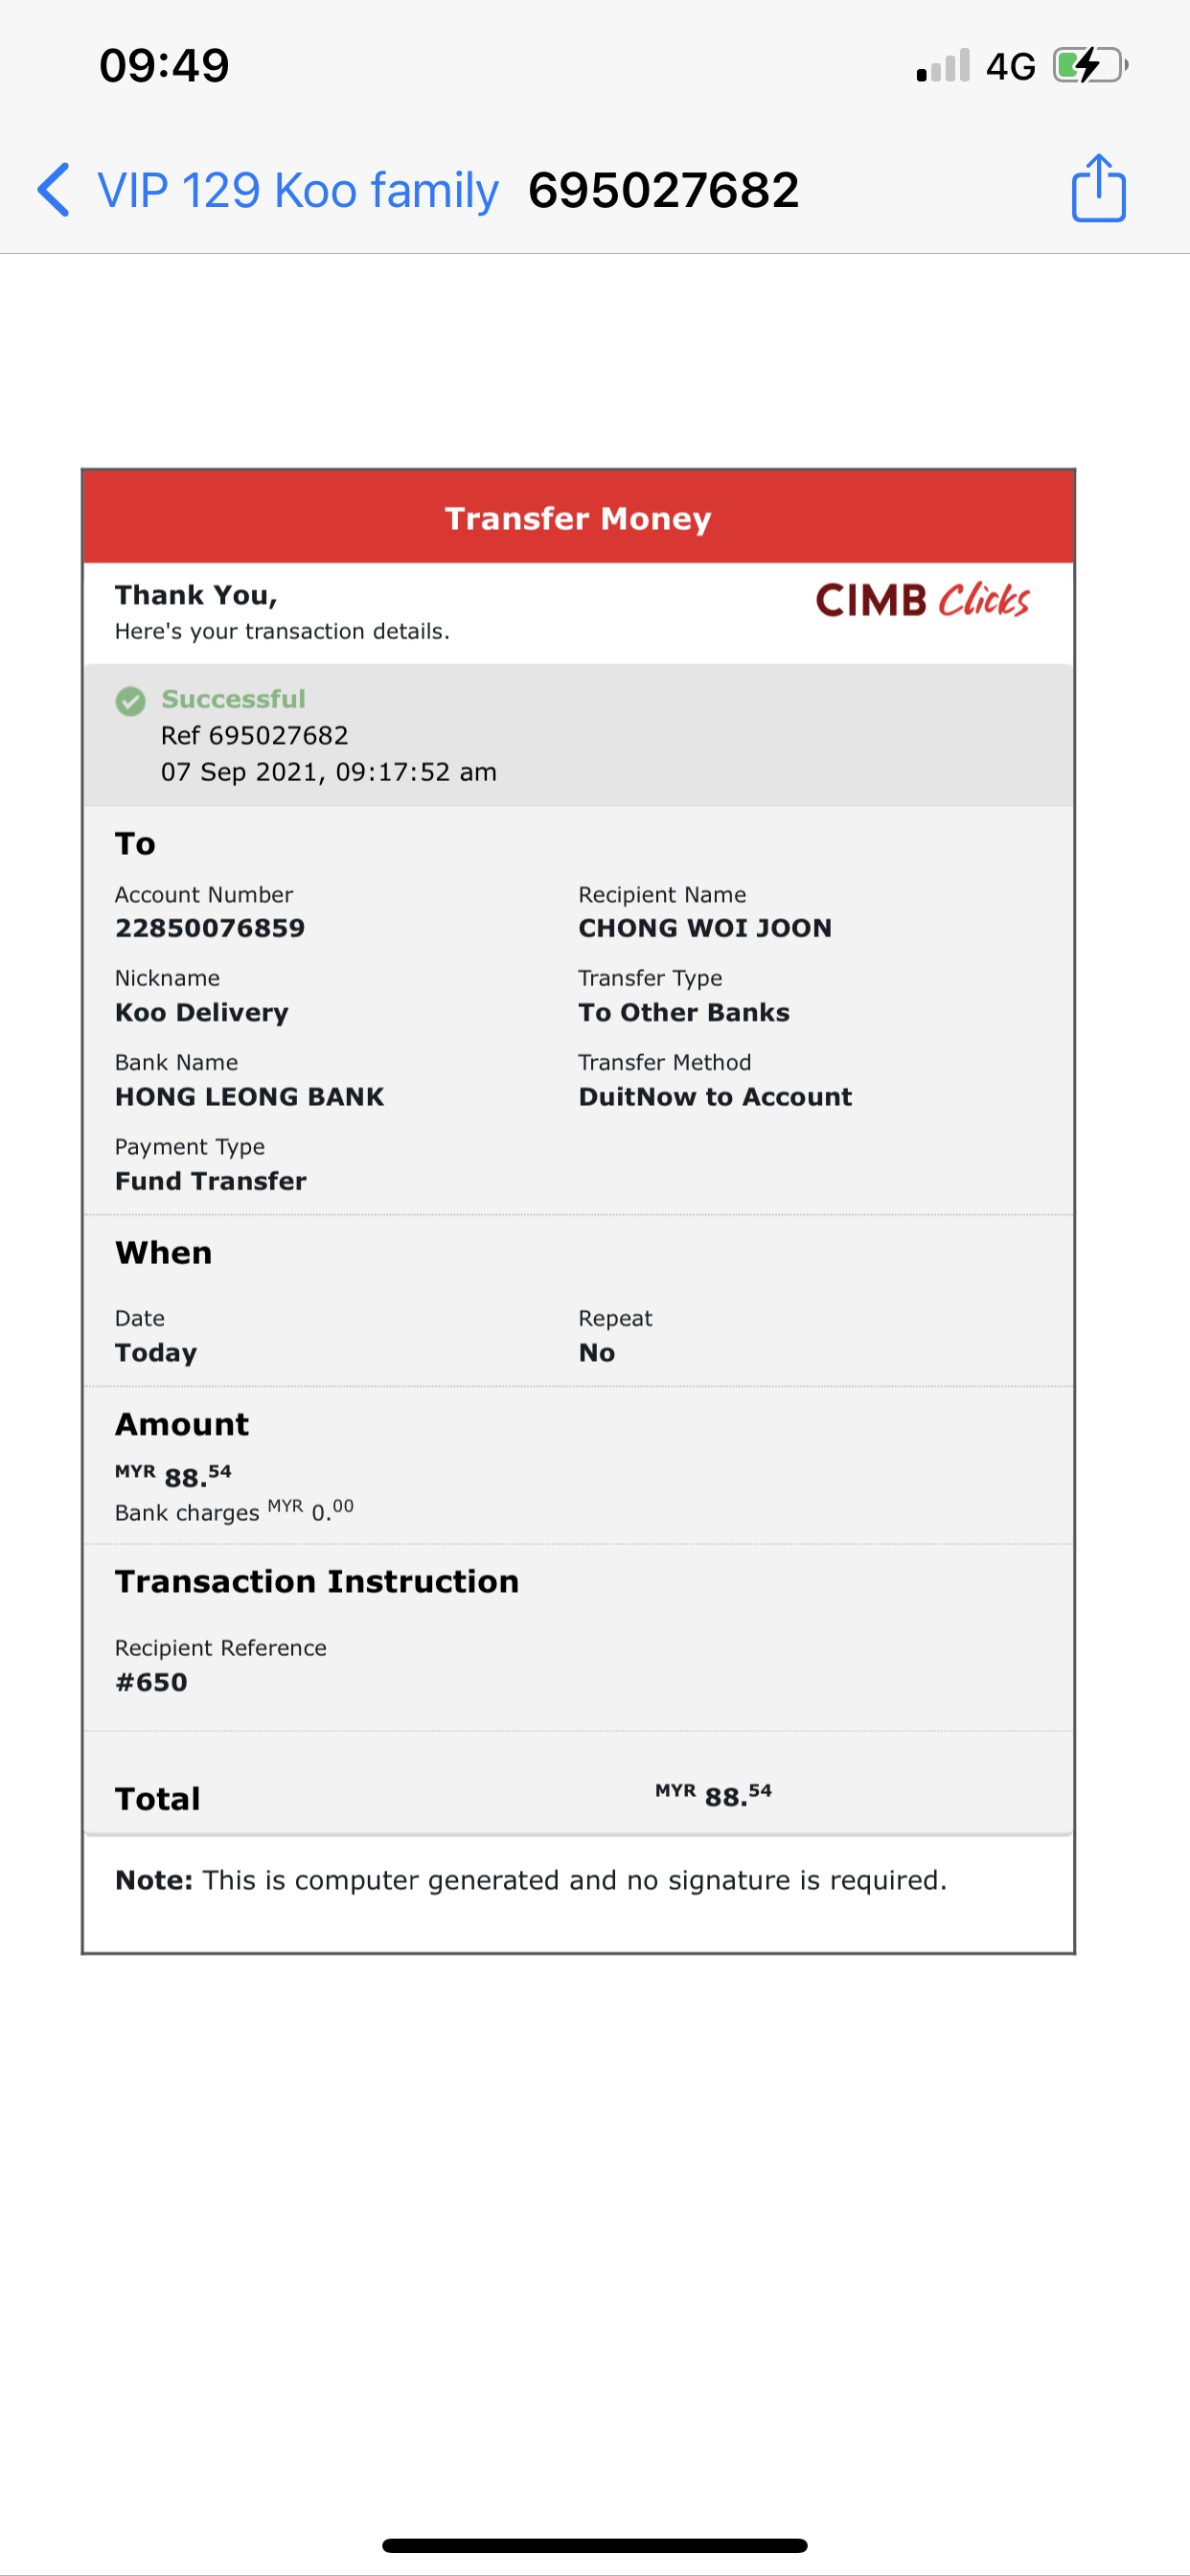 09:49 4G
VIP 129 Koo family 695027682
Transfer Money
Thank You,
CIMB Clicks
Here's your transaction details.
Successful
Ref 695027682
07 Sep 2021, 09:17:52 am
To
Account Number Recipient Name
22850076859 CHONG WOI JOON
Nickname Transfer Type
Koo Delivery To Other Banks
Bank Name Transfer Method
HONG LEONG BANK DuitNow to Account
Payment Type
Fund Transfer
When
Date Repeat
Today No
Amount
MYR 88.54
Bank charges MYR 0.00
Transaction Instruction
Recipient Reference
#650
Total MYR 88.54
Note: This is computer generated and no signature is required.